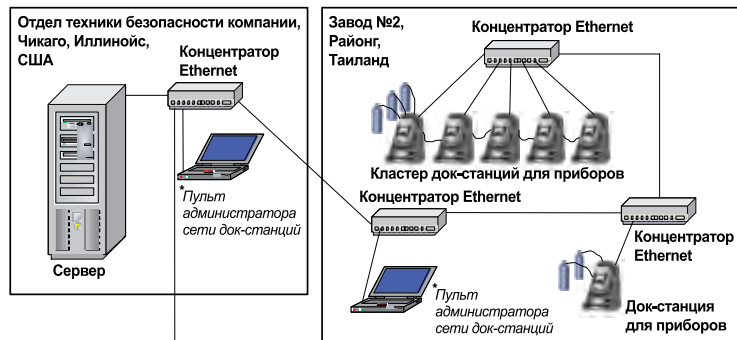 Отдел техники безопасности компании,
Чикаго, Иллинойс,
США
Концентратор
Ethernet
*Пульт
администратора
сети док-станций
Сервер
Завод №2,
Районг,
Таиланд
Концентратор
Ethernet
Кластер док-станций для приборов
Концентратор Ethernet
Концентратор
Ethernet
*Пульт
администратора
сети док-станций
Док-станция
для приборов